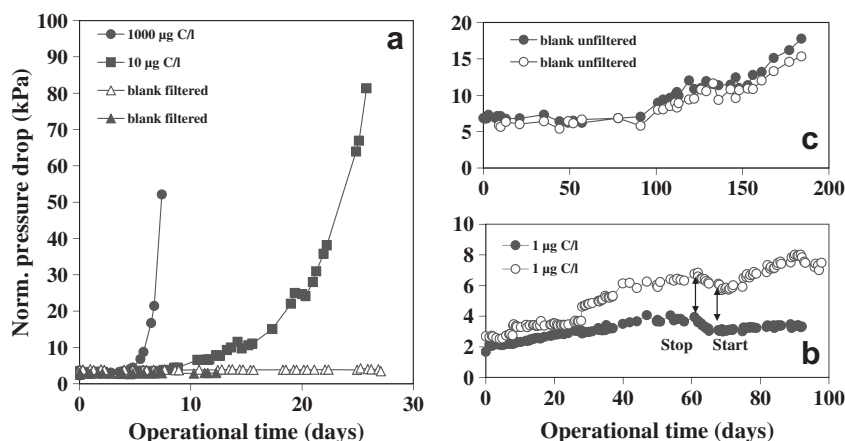 Norm. pressure drop (kPa)
100
90
80
70
60
50
40
30
20
10
0
1000 µg C/l
10 µg C/l
blank filtered
blank filtered
a
0
10
20
30
Operational time (days)
20
15
10
5
0
blank unfiltered
blank unfiltered
c
0
50
100
150
200
10
8
6
4
2
0
1 µg C/l
1 µg C/l
Stop
Start
b
0
20
40
60
80
100
Operational time (days)